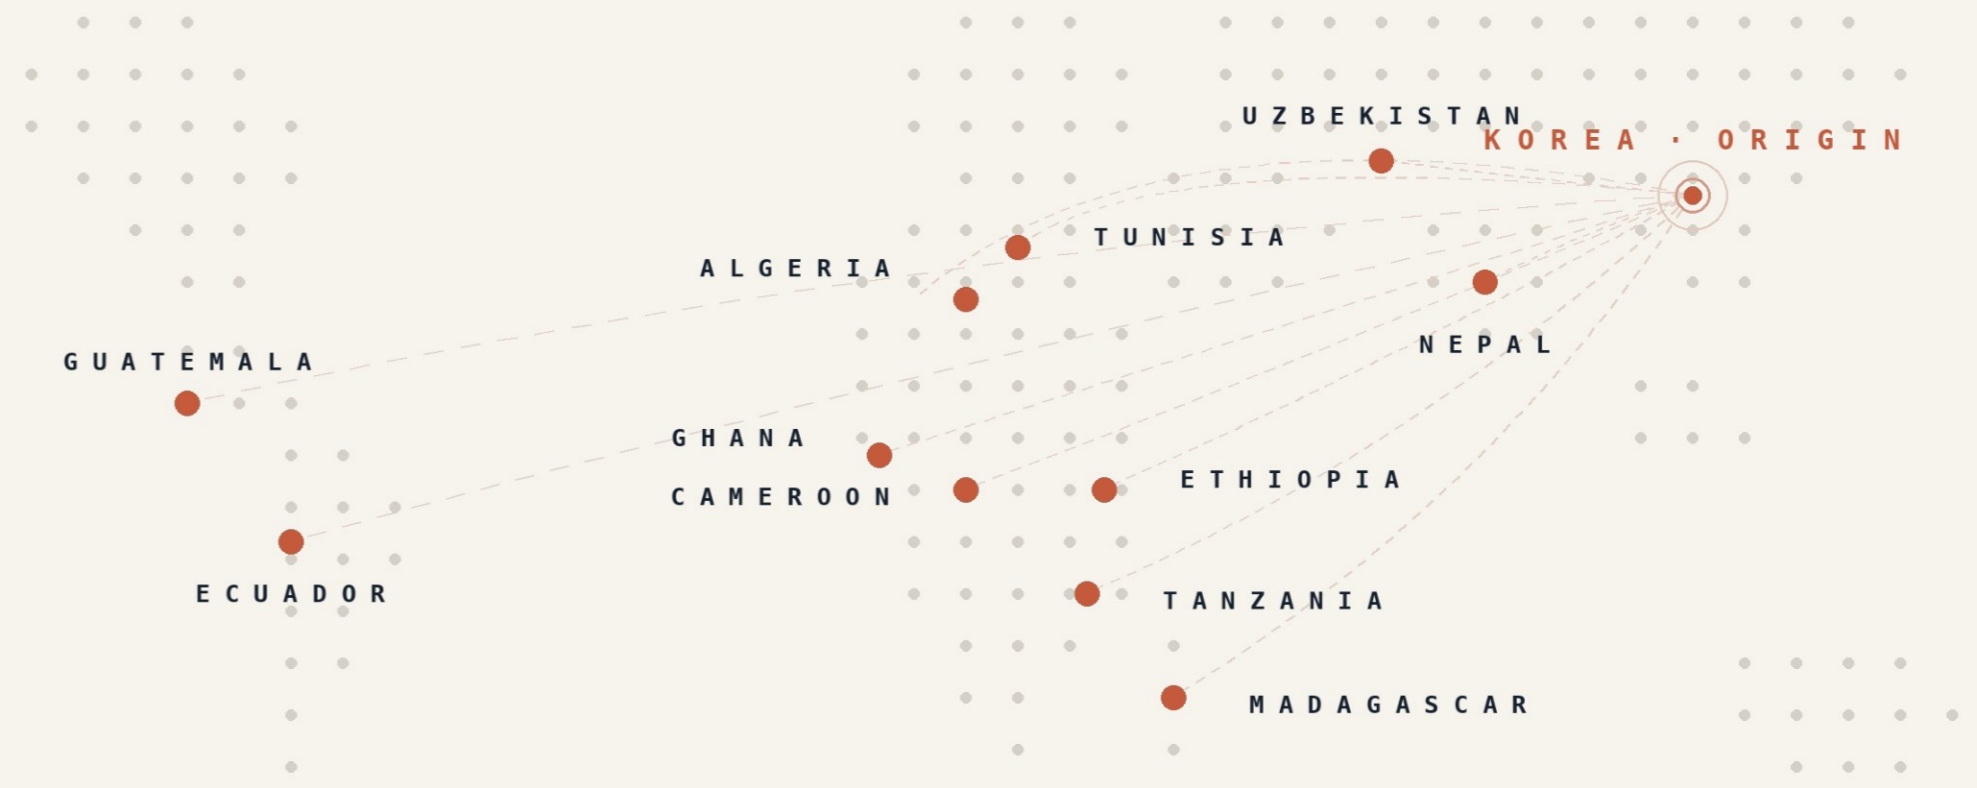 UZBEKISTAN
KOREA · ORIGIN
TUNISIA
ALGERIA
NEPAL
GUATEMALA
GHANA
ETHIOPIA
CAMEROON
ECUADOR
TANZANIA
MADAGASCAR